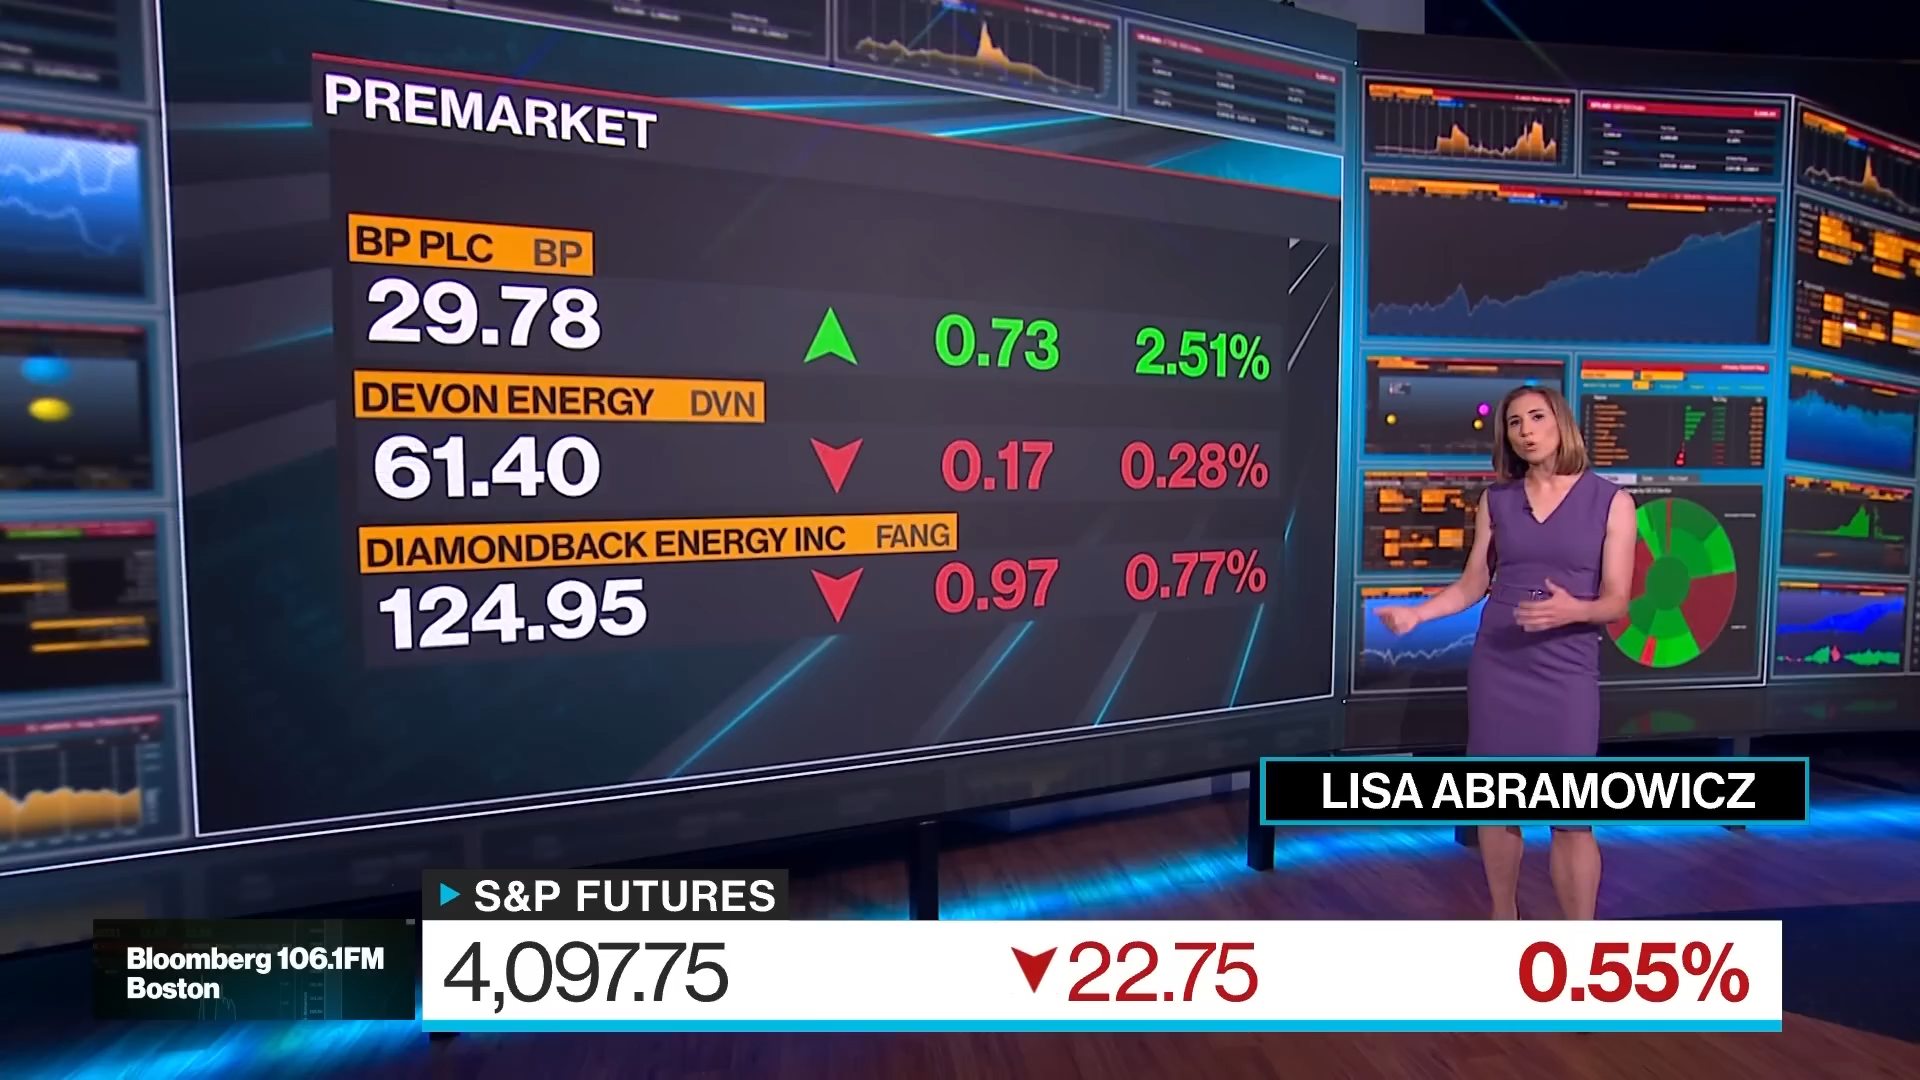 PREMARKET
BP PLC BP
29.78 0.73 2.51%
DEVON ENERGY DVN
61.40 0.17 0.28%
DIAMONDBACK ENERGY INC FANG
124.95 0.97 0.77%
LISA ABRAMOWICZ
S&P FUTURES
4,097.75 22.75 0.55%
Bloomberg 106.1FM
Boston